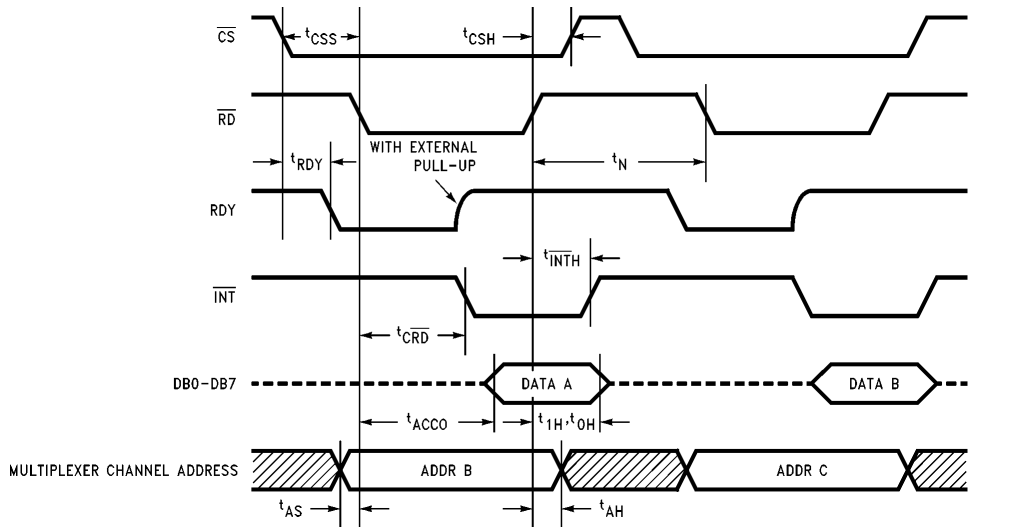 CS
tCSS
tCSH
RD
WITH EXTERNAL
PULL-UP
tRDY
tN
RDY
tINTH
INT
tCRD
DB0-DB7
DATA A
DATA B
tACC0
t1H,t0H
MULTIPLEXER CHANNEL ADDRESS
ADDR B
ADDR C
tAS
tAH